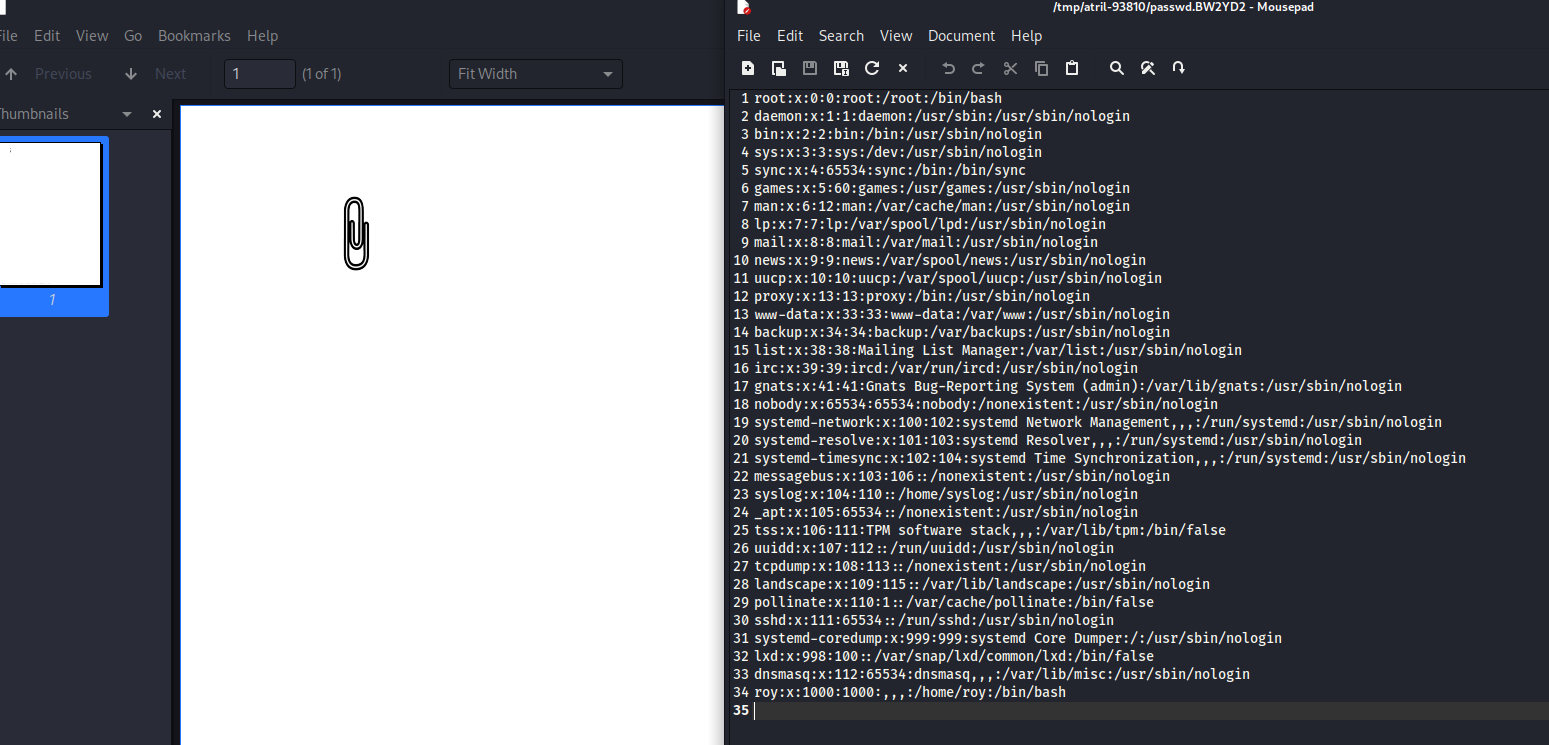 /tmp/atril-93810/passwd.BW2YD2 - Mousepad
File Edit View Go Bookmarks Help
Previous Next 1 (1 of 1) Fit Width
Thumbnails
1
File Edit Search View Document Help
1 root:x:0:0:root:/root:/bin/bash
2 daemon:x:1:1:daemon:/usr/sbin:/usr/sbin/nologin
3 bin:x:2:2:bin:/bin:/usr/sbin/nologin
4 sys:x:3:3:sys:/dev:/usr/sbin/nologin
5 sync:x:4:65534:sync:/bin:/bin/sync
6 games:x:5:60:games:/usr/games:/usr/sbin/nologin
7 man:x:6:12:man:/var/cache/man:/usr/sbin/nologin
8 lp:x:7:7:lp:/var/spool/lpd:/usr/sbin/nologin
9 mail:x:8:8:mail:/var/mail:/usr/sbin/nologin
10 news:x:9:9:news:/var/spool/news:/usr/sbin/nologin
11 uucp:x:10:10:uucp:/var/spool/uucp:/usr/sbin/nologin
12 proxy:x:13:13:proxy:/bin:/usr/sbin/nologin
13 www-data:x:33:33:www-data:/var/www:/usr/sbin/nologin
14 backup:x:34:34:backup:/var/backups:/usr/sbin/nologin
15 list:x:38:38:Mailing List Manager:/var/list:/usr/sbin/nologin
16 irc:x:39:39:ircd:/var/run/ircd:/usr/sbin/nologin
17 gnats:x:41:41:Gnats Bug-Reporting System (admin):/var/lib/gnats:/usr/sbin/nologin
18 nobody:x:65534:65534:nobody:/nonexistent:/usr/sbin/nologin
19 systemd-network:x:100:102:systemd Network Management,,,:/run/systemd:/usr/sbin/nologin
20 systemd-resolve:x:101:103:systemd Resolver,,,:/run/systemd:/usr/sbin/nologin
21 systemd-timesync:x:102:104:systemd Time Synchronization,,,:/run/systemd:/usr/sbin/nologin
22 messagebus:x:103:106::/nonexistent:/usr/sbin/nologin
23 syslog:x:104:110::/home/syslog:/usr/sbin/nologin
24 _apt:x:105:65534::/nonexistent:/usr/sbin/nologin
25 tss:x:106:111:TPM software stack,,,:/var/lib/tpm:/bin/false
26 uuidd:x:107:112::/run/uuidd:/usr/sbin/nologin
27 tcpdump:x:108:113::/nonexistent:/usr/sbin/nologin
28 landscape:x:109:115::/var/lib/landscape:/usr/sbin/nologin
29 pollinate:x:110:1::/var/cache/pollinate:/bin/false
30 sshd:x:111:65534::/run/sshd:/usr/sbin/nologin
31 systemd-coredump:x:999:999:systemd Core Dumper:/:/usr/sbin/nologin
32 lxd:x:998:100::/var/snap/lxd/common/lxd:/bin/false
33 dnsmasq:x:112:65534:dnsmasq,,,:/var/lib/misc:/usr/sbin/nologin
34 roy:x:1000:1000:,,,:/home/roy:/bin/bash
35